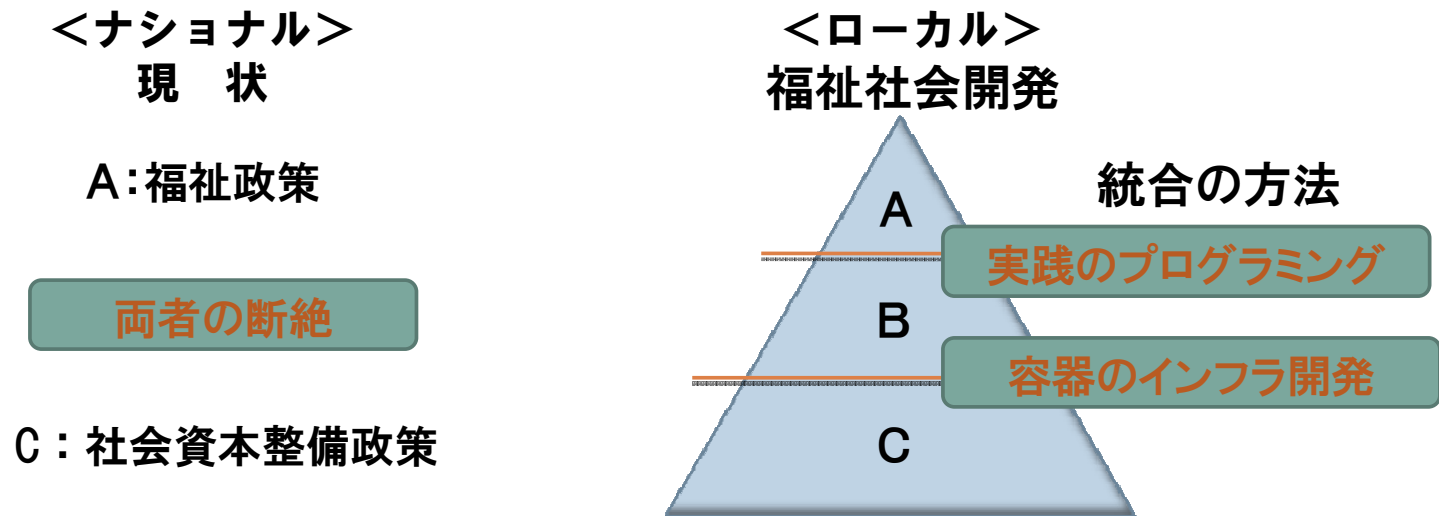 ＜ナショナル＞
現　状
A：福祉政策
両者の断絶
C：社会資本整備政策
＜ローカル＞
福祉社会開発
統合の方法
A
実践のプログラミング
B
容器のインフラ開発
C